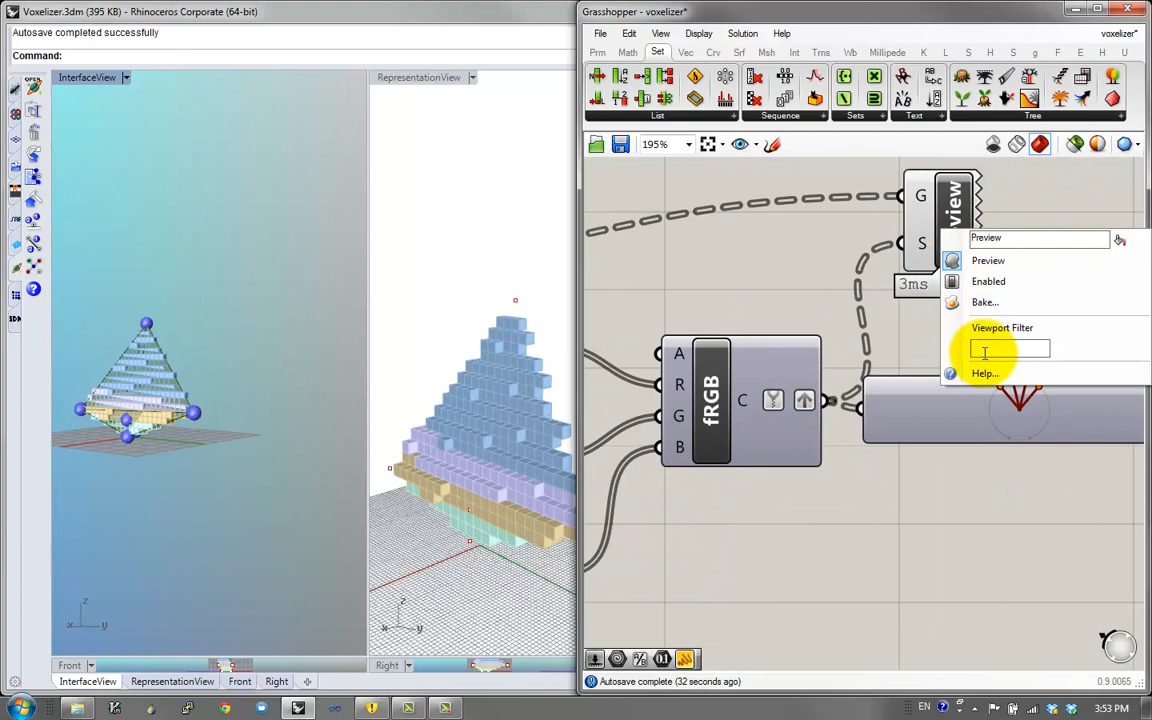 Voxelizer.3dm (395 KB) - Rhinoceros Corporate (64-bit)
Autosave completed successfully
Command:
InterfaceView
RepresentationView
z
x
y
z
x
y
Front
Right
InterfaceView
RepresentationView
Front
Right
Grasshopper - voxelizer*
File
Edit
View
Display
Solution
Help
voxelizer*
Prm
Math
Set
Vec
Crv
Srf
Msh
Int
Trns
Wb
Millipede
K
L
S
H
S
g
F
E
H
U
List
Sequence
Sets
Text
Tree
195%
G
S
view
3ms
Preview
Preview
Enabled
Bake...
Viewport Filter
Help...
A
R
G
B
fRGB
C
Autosave complete (32 seconds ago)
0.9.0065
EN
3:53 PM